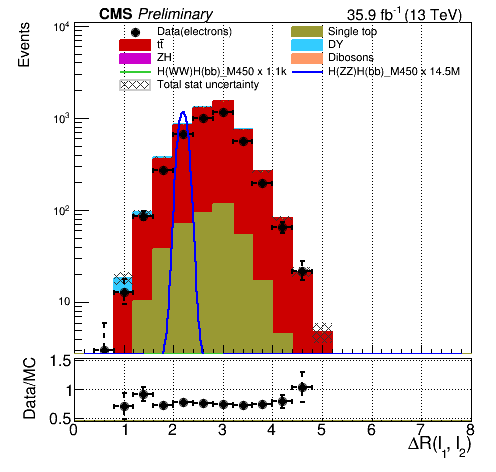 CMS Preliminary 35.9 fb⁻¹ (13 TeV)
Data(electrons) Single top
tt̄ DY
ZH Dibosons
H(WW)H(bb)_M450 x 1.1k H(ZZ)H(bb)_M450 x 14.5M
Total stat uncertainty
Events
10⁴
10³
10²
10
Data/MC
1.5
1
0.5
0 1 2 3 4 5 6 7 8
ΔR(l₁, l₂)